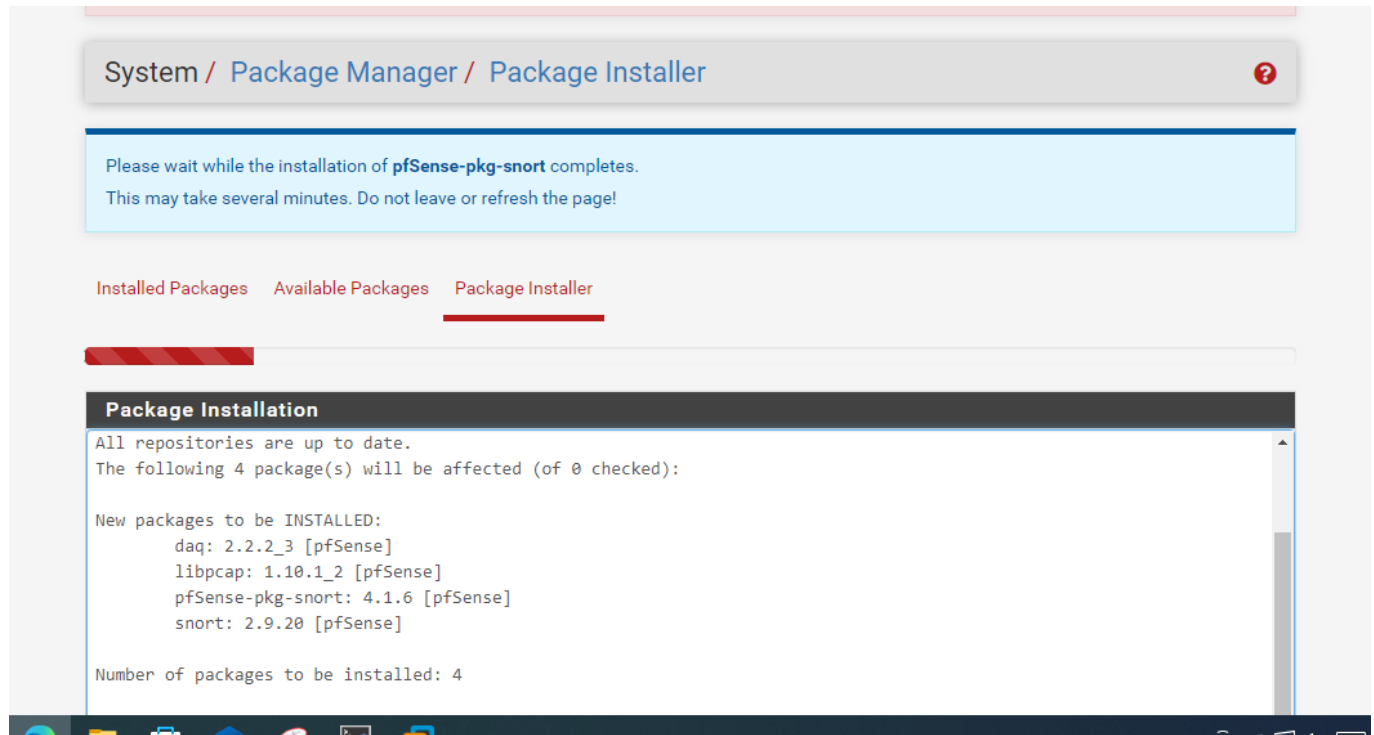 System / Package Manager / Package Installer
Please wait while the installation of pfSense-pkg-snort completes.
This may take several minutes. Do not leave or refresh the page!
Installed Packages Available Packages Package Installer
Package Installation
All repositories are up to date.
The following 4 package(s) will be affected (of 0 checked):
New packages to be INSTALLED:
daq: 2.2.2_3 [pfSense]
libpcap: 1.10.1_2 [pfSense]
pfSense-pkg-snort: 4.1.6 [pfSense]
snort: 2.9.20 [pfSense]
Number of packages to be installed: 4